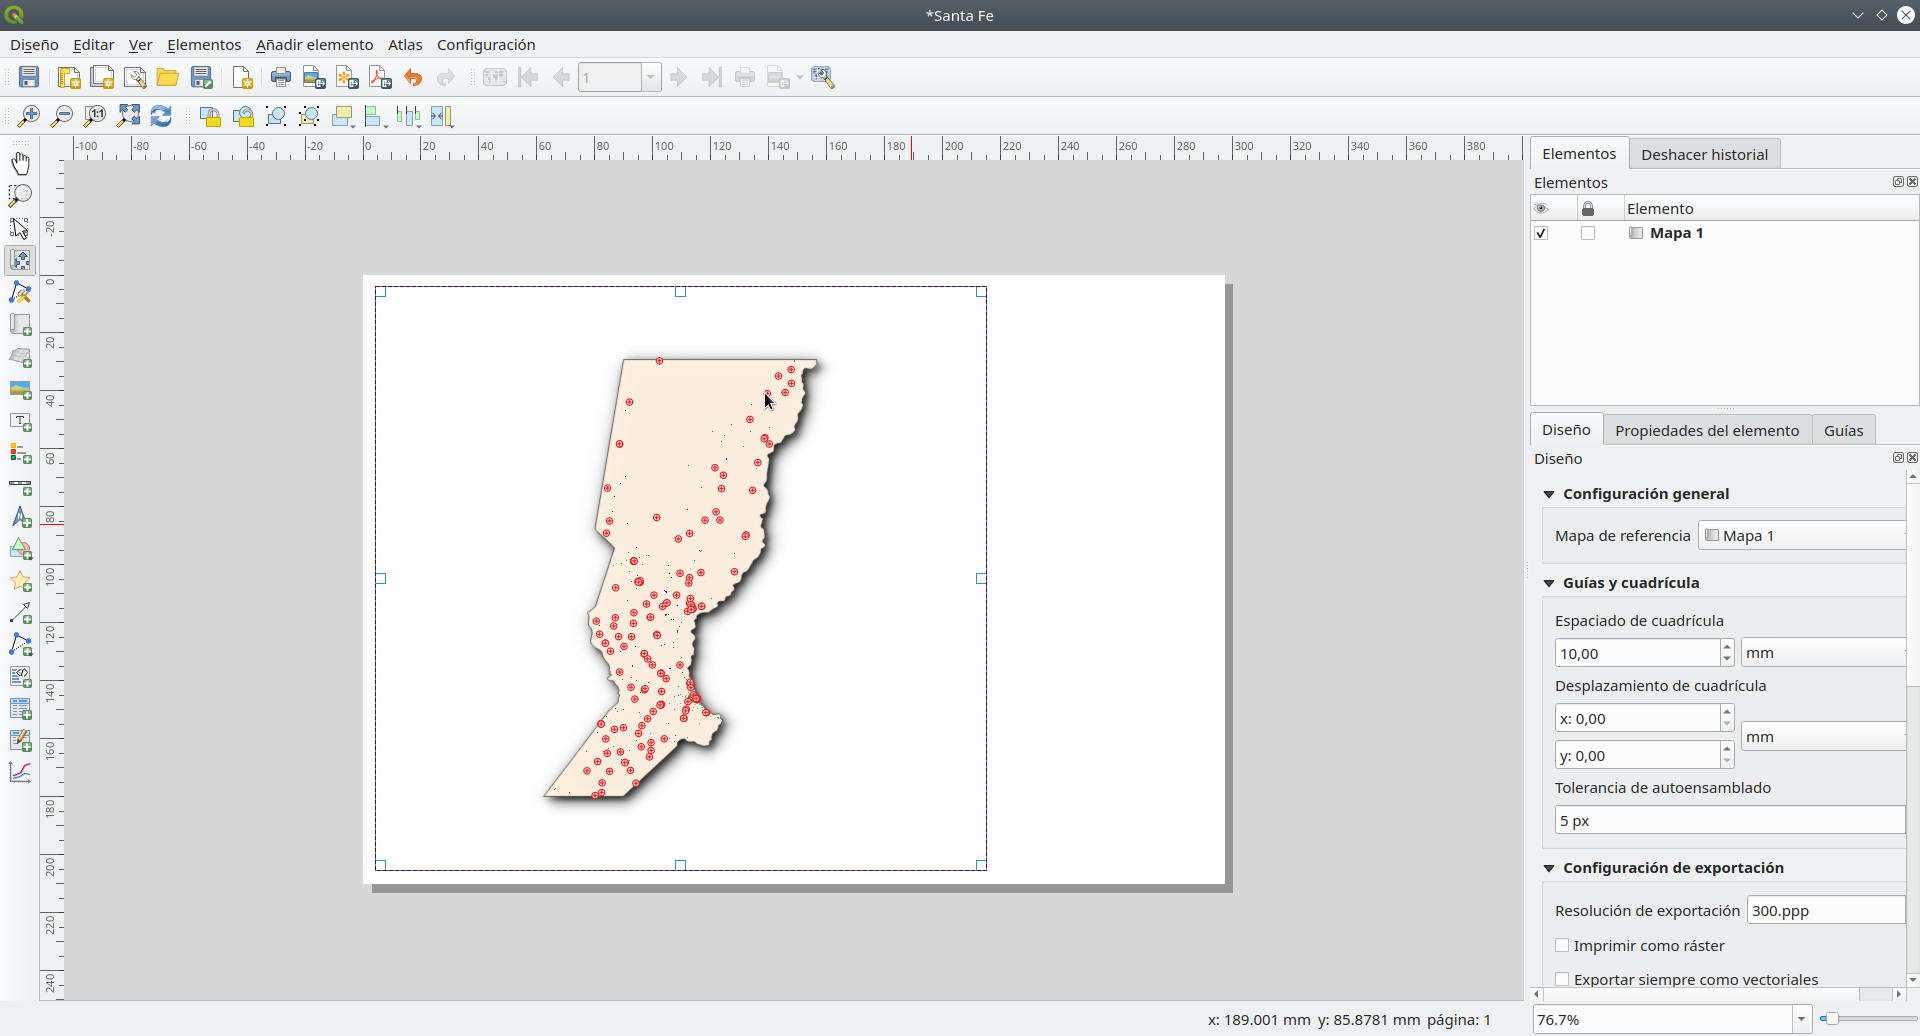 *Santa Fe
Diseño Editar Ver Elementos Añadir elemento Atlas Configuración
1
1:1
-100 -80 -60 -40 -20 0 20 40 60 80 100 120 140 160 180 200 220 240 260 280 300 320 340 360 380
-20
0
20
40
60
80
100
120
140
160
180
200
220
240
Elementos Deshacer historial
Elementos
Elemento
Mapa 1
Diseño Propiedades del elemento Guías
Diseño
Configuración general
Mapa de referencia Mapa 1
Guías y cuadrícula
Espaciado de cuadrícula
10,00 mm
Desplazamiento de cuadrícula
x: 0,00
mm
y: 0,00
Tolerancia de autoensamblado
5 px
Configuración de exportación
Resolución de exportación 300.ppp
Imprimir como ráster
Exportar siempre como vectoriales
x: 189.001 mm y: 85.8781 mm página: 1 76.7%